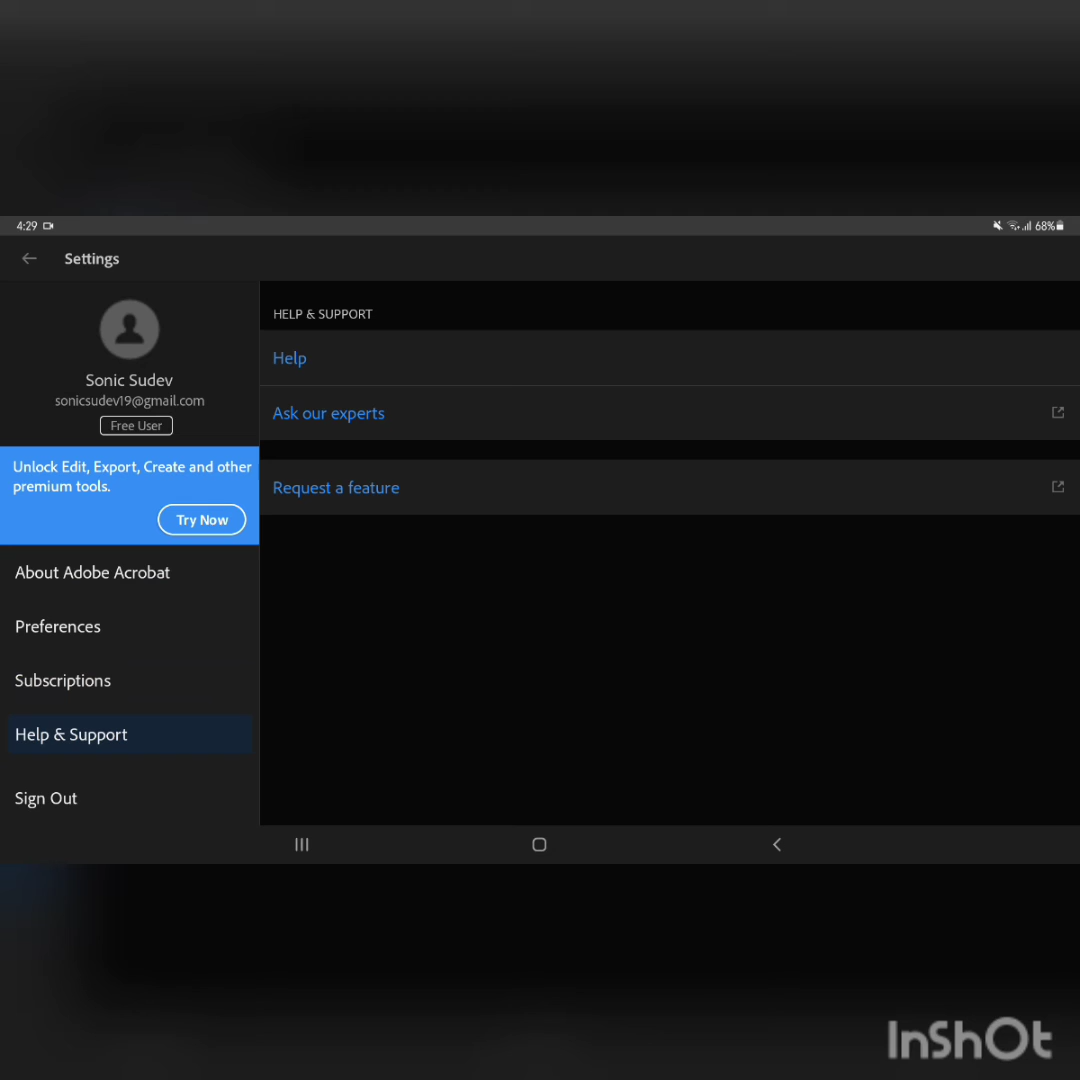 4:29
68%
Settings
Sonic Sudev
sonicsudev19@gmail.com
Free User
Unlock Edit, Export, Create and other
premium tools.
Try Now
About Adobe Acrobat
Preferences
Subscriptions
Help & Support
Sign Out
HELP & SUPPORT
Help
Ask our experts
Request a feature
InShOt